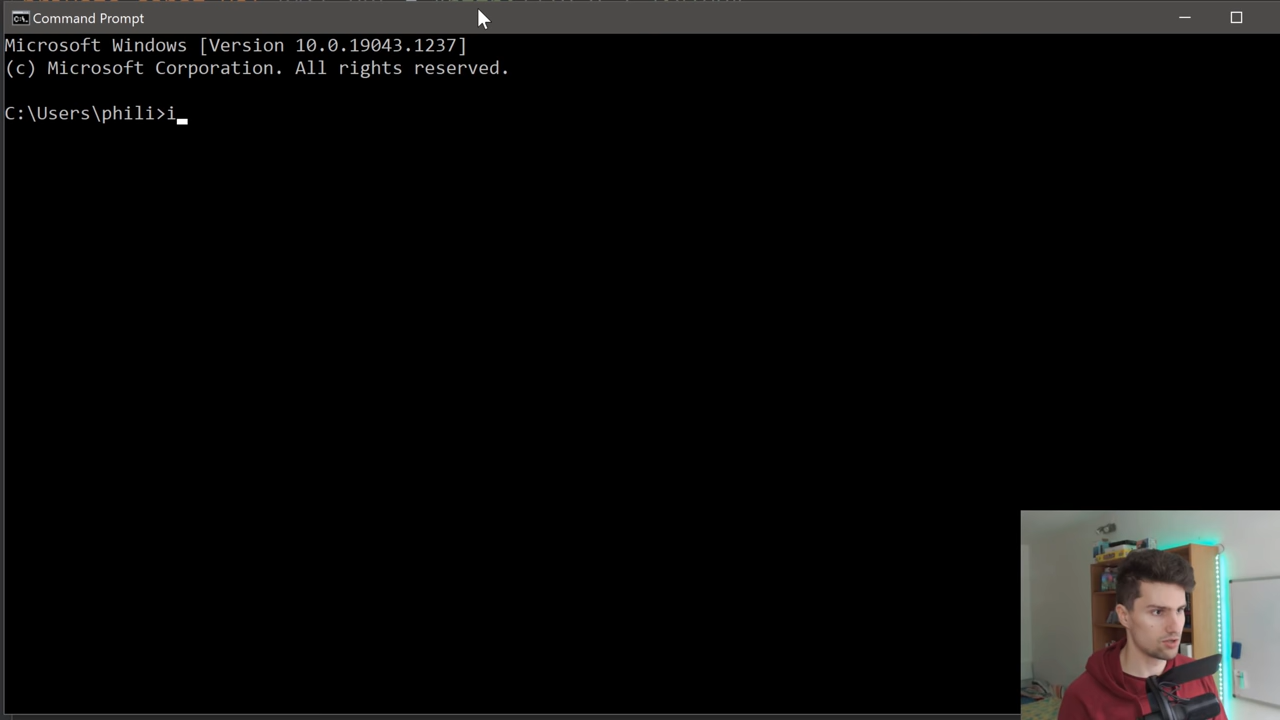 Command Prompt
Microsoft Windows [Version 10.0.19043.1237]
(c) Microsoft Corporation. All rights reserved.
C:\Users\phili>i